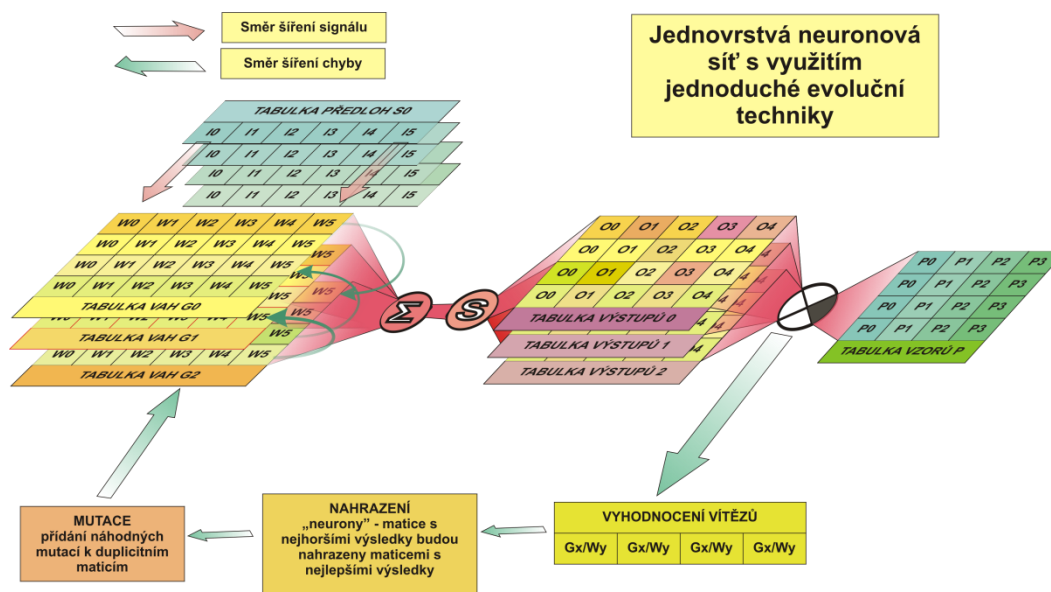 Směr šíření signálu
Směr šíření chyby
Jednovrstvá neuronová
síť s využitím
jednoduché evoluční
techniky
TABULKA PŘEDLOH S0
I0 I1 I2 I3 I4 I5
I0 I1 I2 I3 I4 I5
I0 I1 I2 I3 I4 I5
I0 I1 I2 I3 I4 I5
W0 W1 W2 W3 W4 W5
W0 W1 W2 W3 W4 W5
W0 W1 W2 W3 W4 W5
W0 W1 W2 W3 W4 W5
TABULKA VAH G0
W5
W5
W5
W5
TABULKA VAH G1
W5
W5
W0 W1 W2 W3 W4 W5
TABULKA VAH G2
Σ
S
O0 O1 O2 O3 O4
O0 O1 O2 O3 O4
O0 O1 O2 O3 O4
O0 O1 O2 O3 O4
TABULKA VÝSTUPŮ 0
TABULKA VÝSTUPŮ 1
TABULKA VÝSTUPŮ 2
P0 P1 P2 P3
P0 P1 P2 P3
P0 P1 P2 P3
P0 P1 P2 P3
TABULKA VZORŮ P
MUTACE
přídání náhodných
mutací k duplicitním
maticím
NAHRAZENÍ
„neurony" - matice s
nejhoršími výsledky budou
nahrazeny maticemi s
nejlepšími výsledky
VYHODNOCENÍ VÍTĚZŮ
Gx/Wy Gx/Wy Gx/Wy Gx/Wy